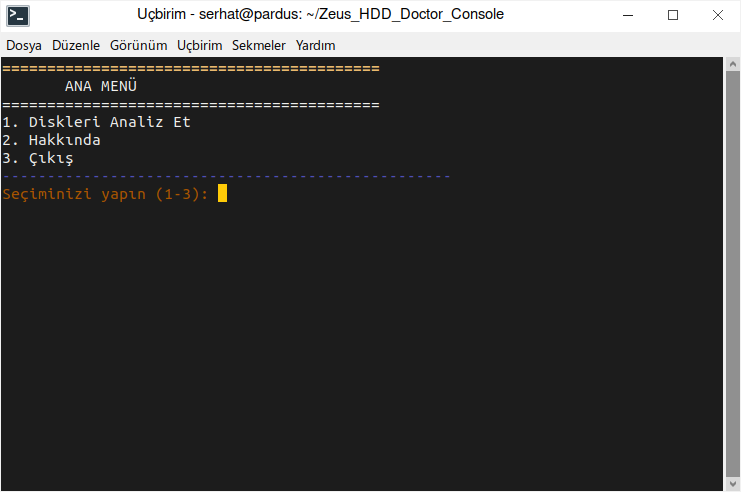 Uçbirim - serhat@pardus: ~/Zeus_HDD_Doctor_Console
Dosya Düzenle Görünüm Uçbirim Sekmeler Yardım
==========================================
ANA MENÜ
==========================================
1. Diskleri Analiz Et
2. Hakkında
3. Çıkış
--------------------------------------------------
Seçiminizi yapın (1-3):